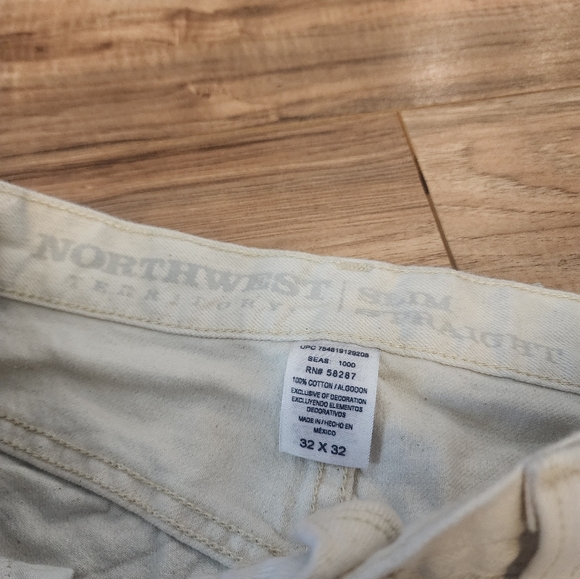 NORTHWEST | SLIM
TERRITORY STRAIGHT
UPC 754819129208
SEAS: 1000
RN# 58287
100% COTTON / ALGODON
EXCLUSIVE OF DECORATION
EXCLUYENDO ELEMENTOS
DECORATIVOS
MADE IN / HECHO EN
MÉXICO
32 X 32